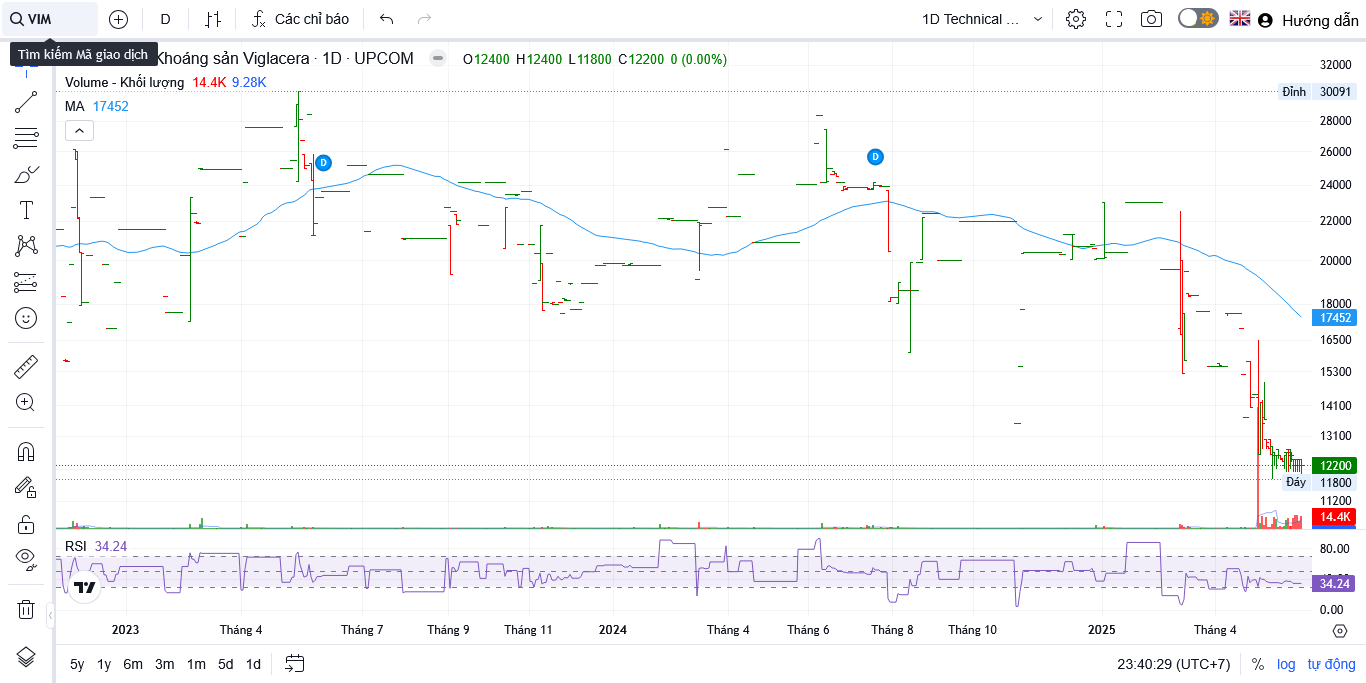 VIM
D
Các chỉ báo
1D Technical ...
Hướng dẫn
Tìm kiếm Mã giao dịch
Khoáng sản Viglacera · 1D · UPCOM
O12400 H12400 L11800 C12200 0 (0.00%)
Volume - Khối lượng 14.4K 9.28K
MA 17452
D
D
32000
Đỉnh 30091
28000
26000
24000
22000
20000
18000
17452
16500
15300
14100
13100
12200
Đáy 11800
11200
14.4K
RSI 34.24
80.00
34.24
0.00
2023
Tháng 4
Tháng 7
Tháng 9
Tháng 11
2024
Tháng 4
Tháng 6
Tháng 8
Tháng 10
2025
Tháng 4
5y 1y 6m 3m 1m 5d 1d
23:40:29 (UTC+7)
%
log
tự động